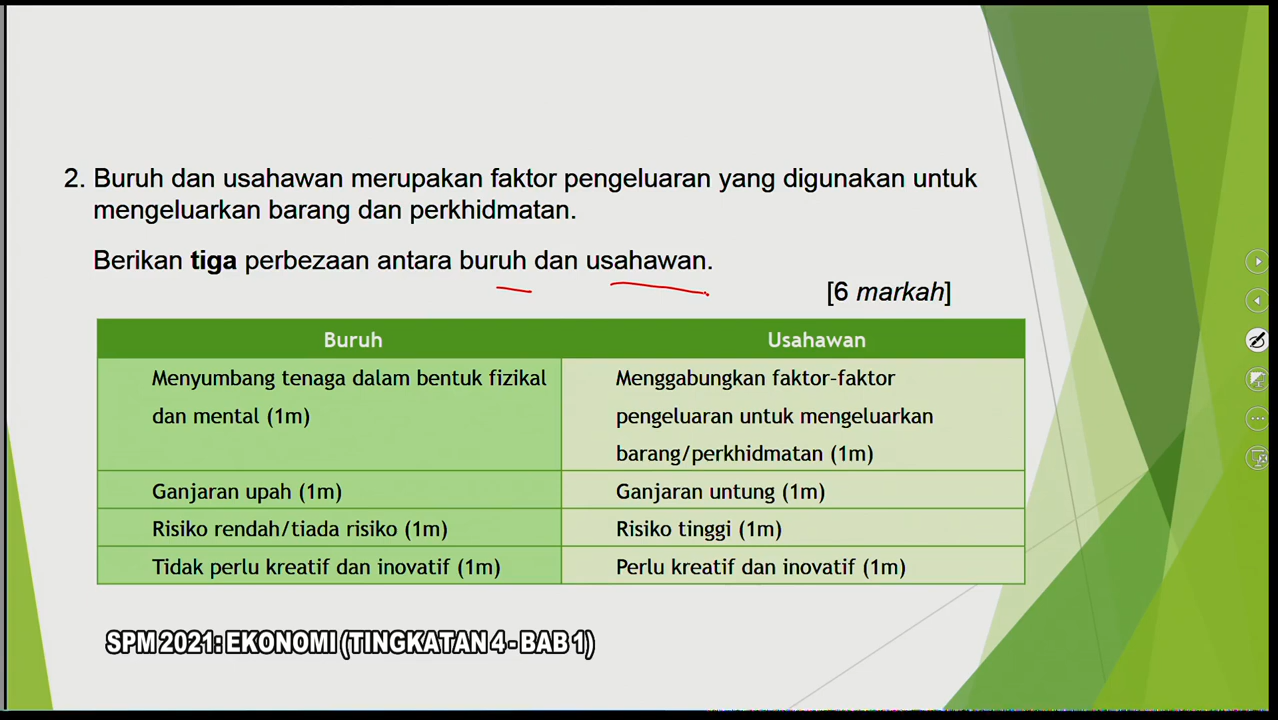 2. Buruh dan usahawan merupakan faktor pengeluaran yang digunakan untuk
mengeluarkan barang dan perkhidmatan.
Berikan tiga perbezaan antara buruh dan usahawan.
[6 markah]
Buruh
Usahawan
Menyumbang tenaga dalam bentuk fizikal
dan mental (1m)
Menggabungkan faktor-faktor
pengeluaran untuk mengeluarkan
barang/perkhidmatan (1m)
Ganjaran upah (1m)
Ganjaran untung (1m)
Risiko rendah/tiada risiko (1m)
Risiko tinggi (1m)
Tidak perlu kreatif dan inovatif (1m)
Perlu kreatif dan inovatif (1m)
SPM 2021: EKONOMI (TINGKATAN 4 - BAB 1)